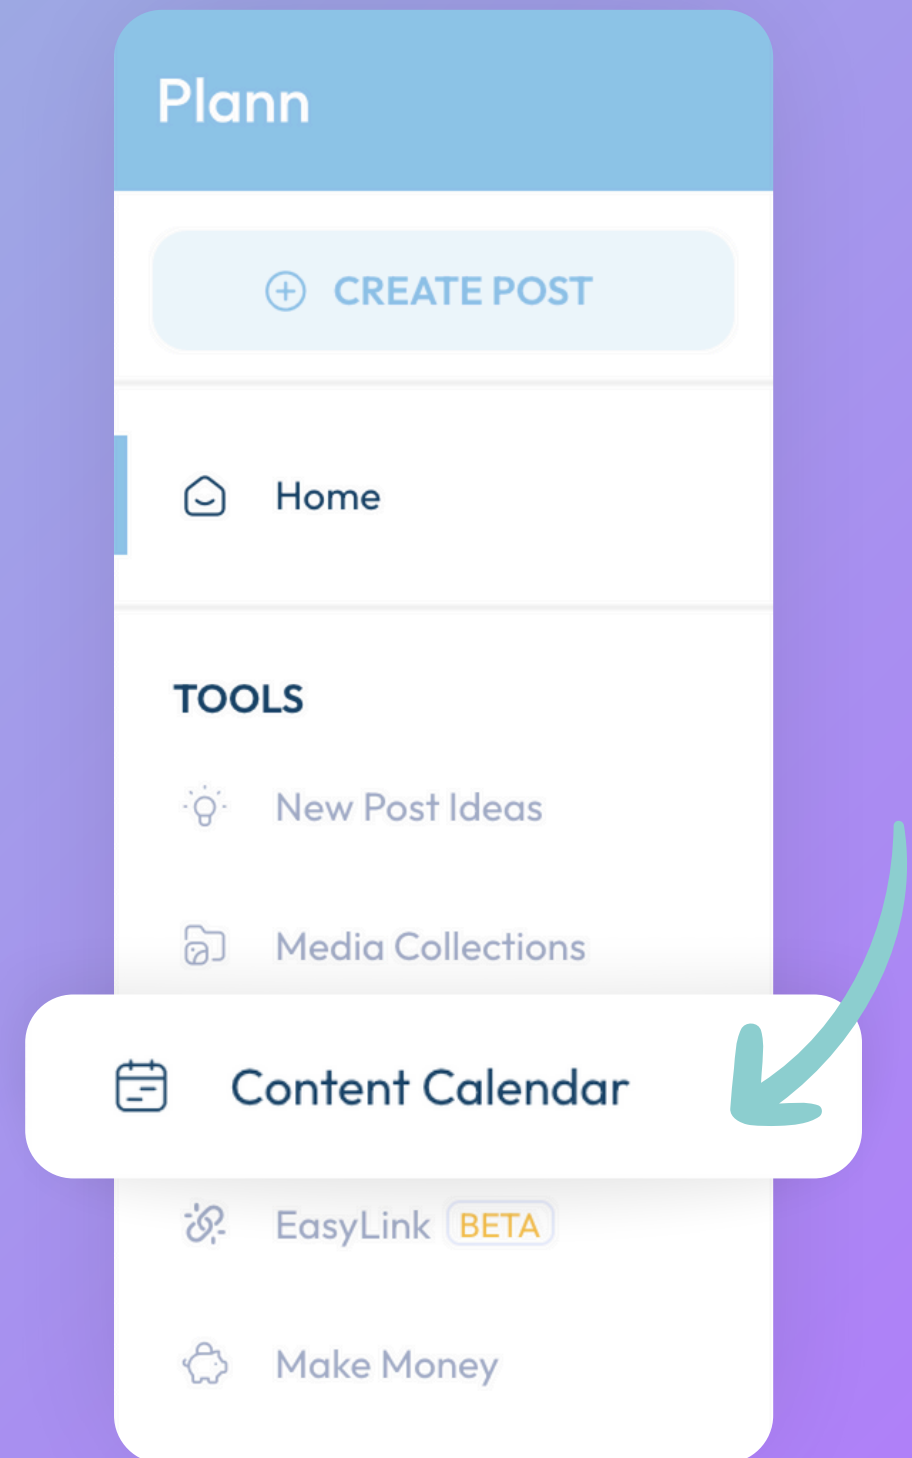 Plann
CREATE POST
Home
TOOLS
New Post Ideas
Media Collections
Content Calendar
EasyLink BETA
Make Money